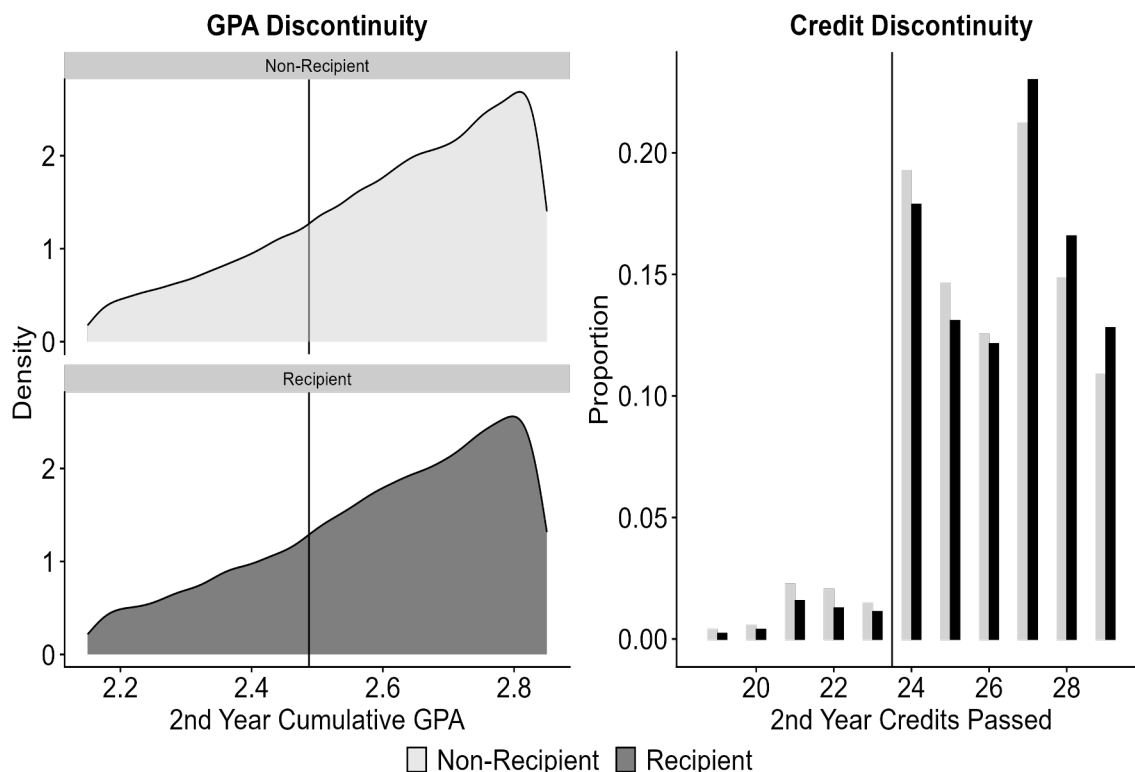 GPA Discontinuity
Non-Recipient
2
1
0
Recipient
2
1
0
Density
2.2 2.4 2.6 2.8
2nd Year Cumulative GPA
Credit Discontinuity
0.20
0.15
0.10
0.05
0.00
Proportion
20 22 24 26 28
2nd Year Credits Passed
Non-Recipient Recipient